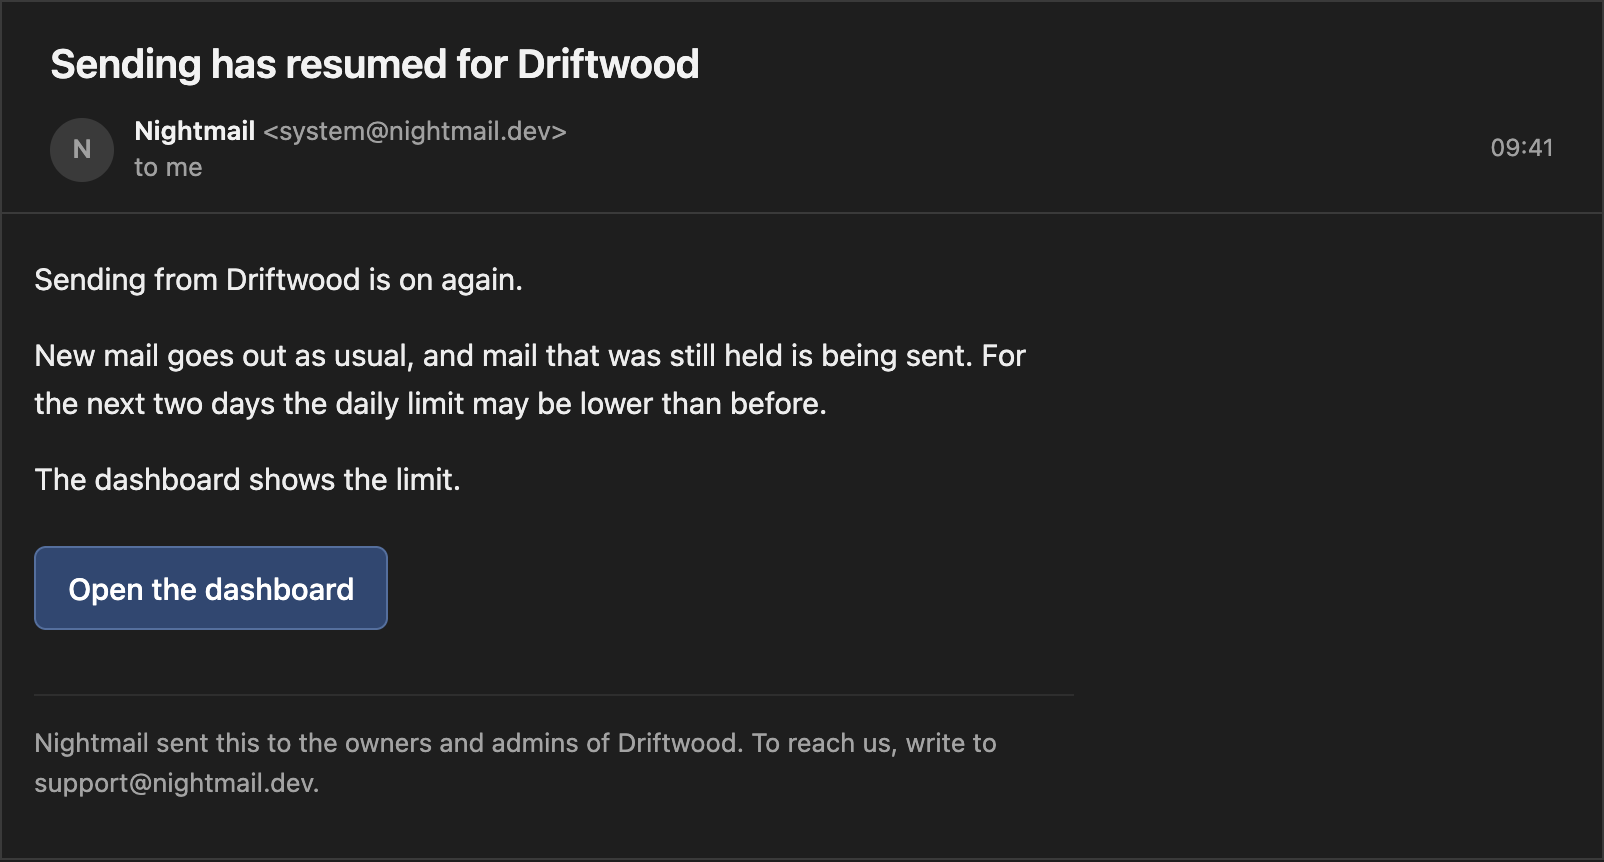 Sending has resumed for Driftwood
N
Nightmail <system@nightmail.dev>
to me
09:41
Sending from Driftwood is on again.
New mail goes out as usual, and mail that was still held is being sent. For
the next two days the daily limit may be lower than before.
The dashboard shows the limit.
Open the dashboard
Nightmail sent this to the owners and admins of Driftwood. To reach us, write to
support@nightmail.dev.